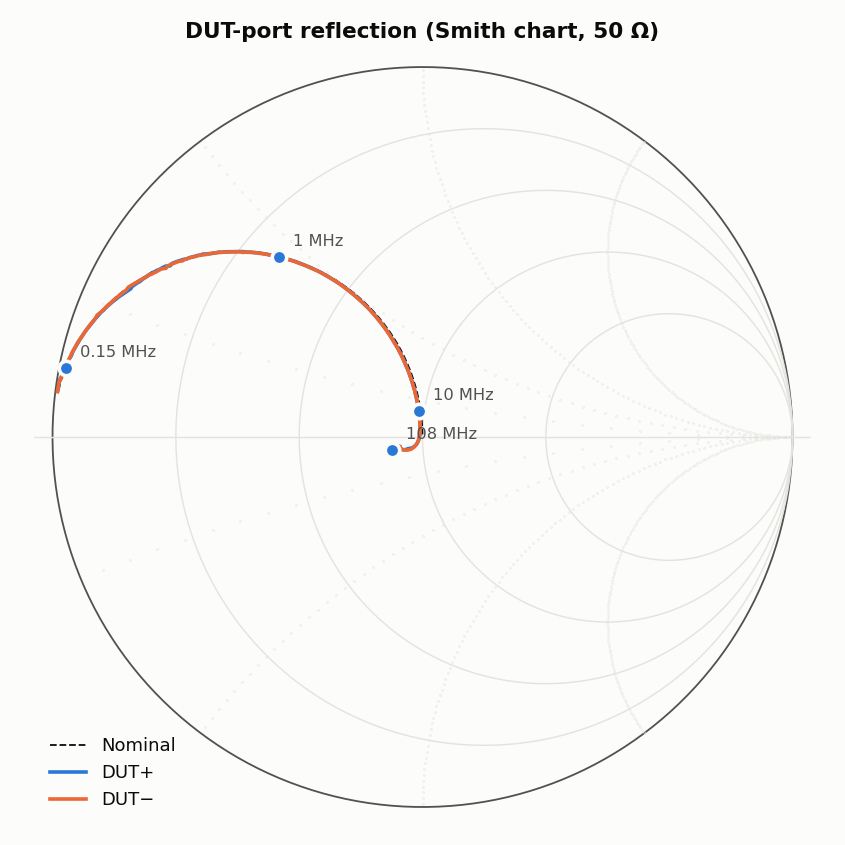 DUT-port reflection (Smith chart, 50 Ω)
1 MHz
0.15 MHz
10 MHz
108 MHz
Nominal
DUT+
DUT−